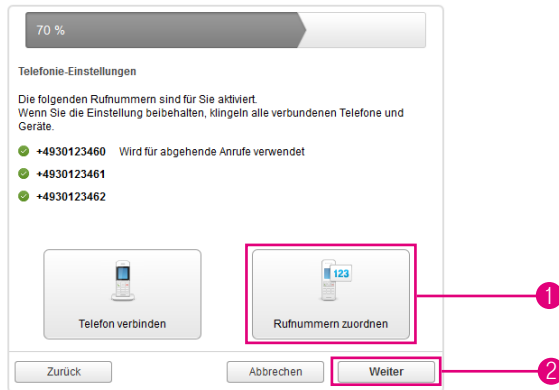 70 %
Telefonie-Einstellungen
Die folgenden Rufnummern sind für Sie aktiviert.
Wenn Sie die Einstellung beibehalten, klingeln alle verbundenen Telefone und
Geräte.
+4930123460 Wird für abgehende Anrufe verwendet
+4930123461
+4930123462
123
Telefon verbinden
Rufnummern zuordnen
1
Zurück
Abbrechen
Weiter
2